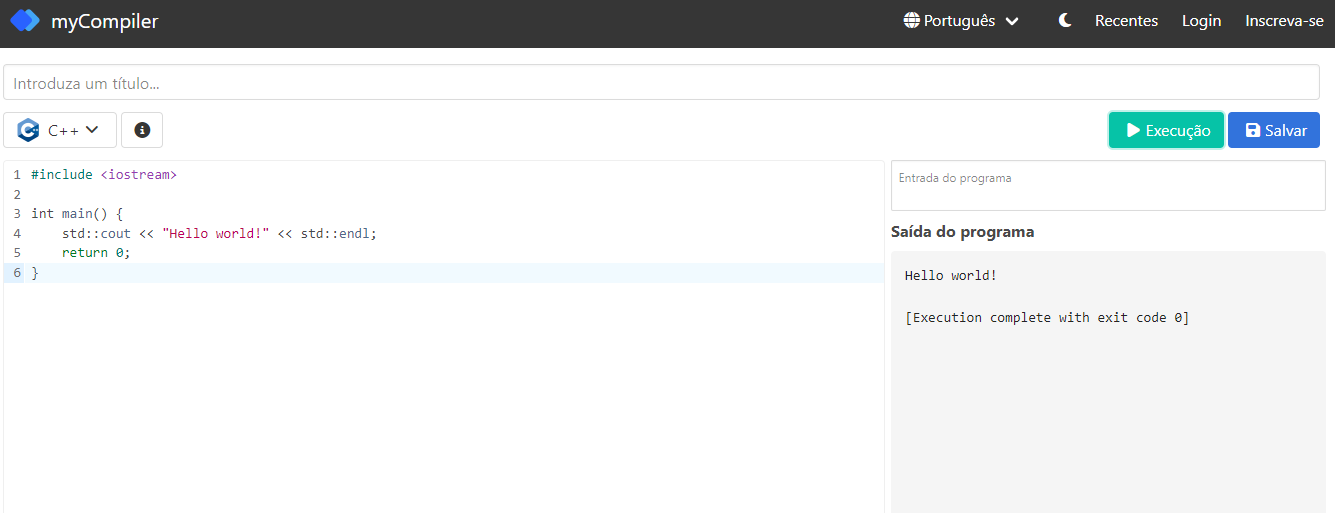 myCompiler
Português
Recentes
Login
Inscreva-se
Introduza um título...
C++
Execução
Salvar
1 #include <iostream>
2
3 int main() {
4     std::cout << "Hello world!" << std::endl;
5     return 0;
6 }
Entrada do programa
Saída do programa
Hello world!
[Execution complete with exit code 0]